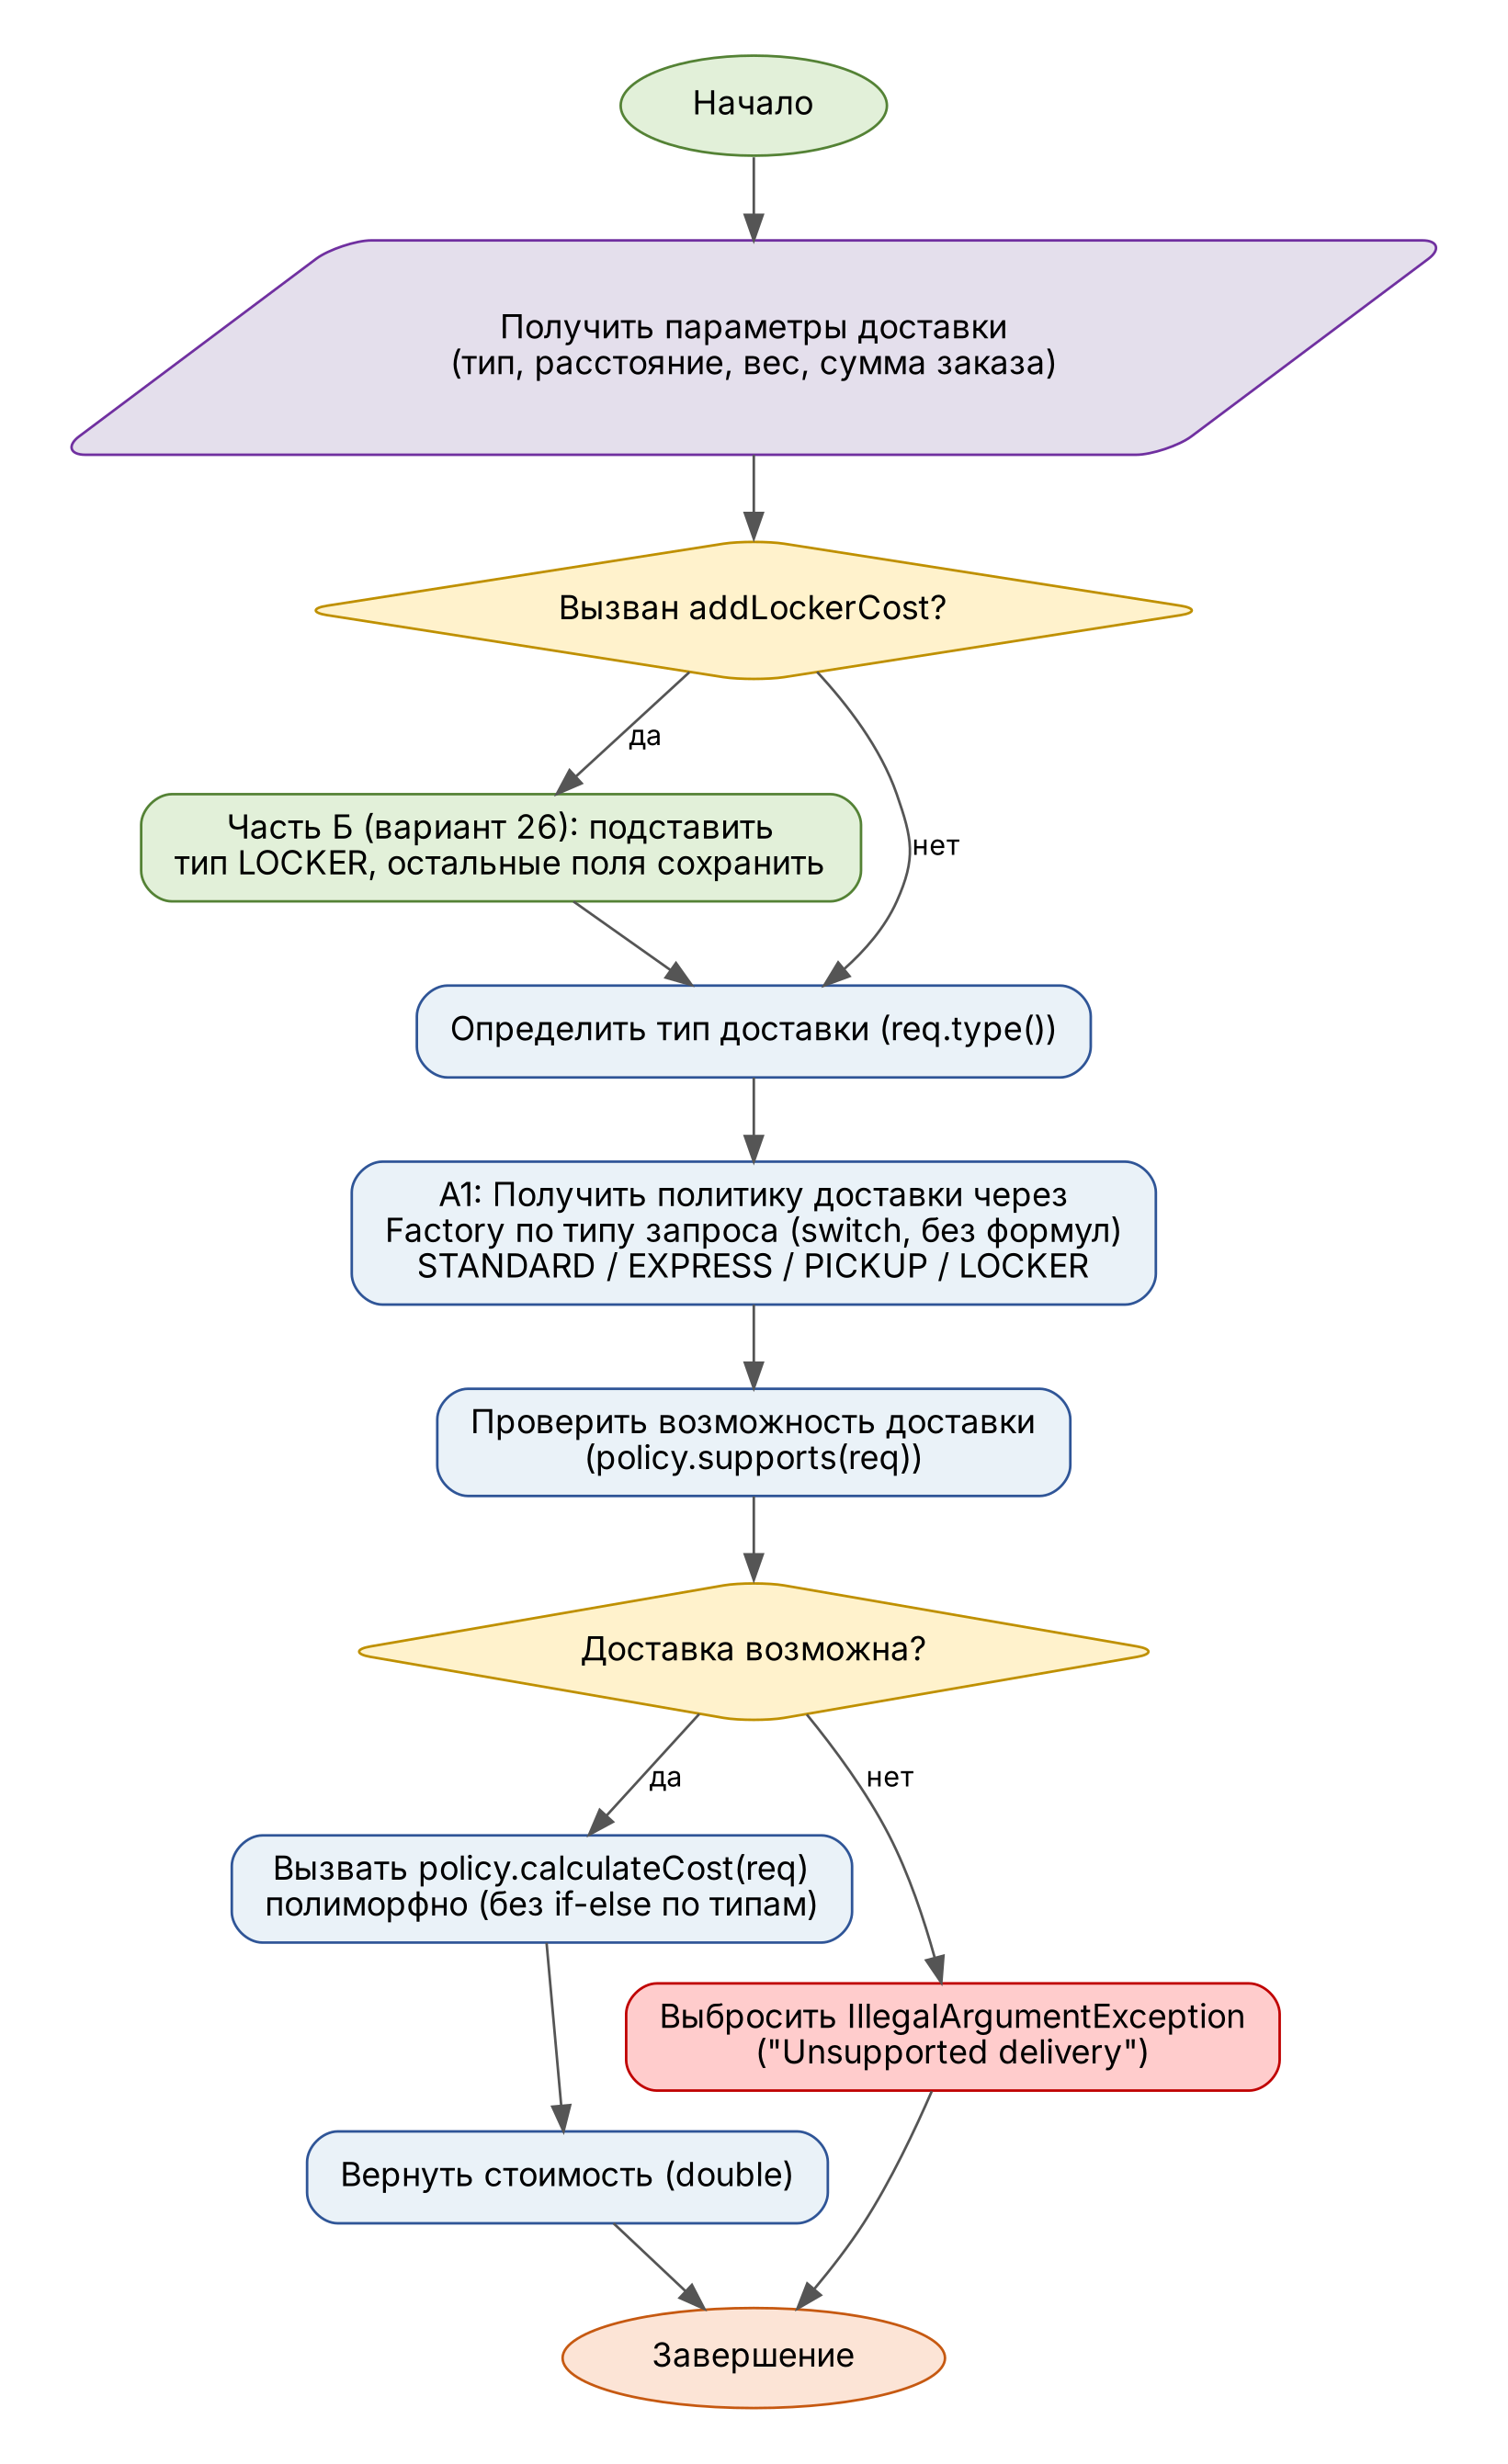 Начало
Получить параметры доставки
(тип, расстояние, вес, сумма заказа)
Вызван addLockerCost?
да
нет
Часть Б (вариант 26): подставить
тип LOCKER, остальные поля сохранить
Определить тип доставки (req.type())
А1: Получить политику доставки через
Factory по типу запроса (switch, без формул)
STANDARD / EXPRESS / PICKUP / LOCKER
Проверить возможность доставки
(policy.supports(req))
Доставка возможна?
да
нет
Вызвать policy.calculateCost(req)
полиморфно (без if-else по типам)
Выбросить IllegalArgumentException
("Unsupported delivery")
Вернуть стоимость (double)
Завершение